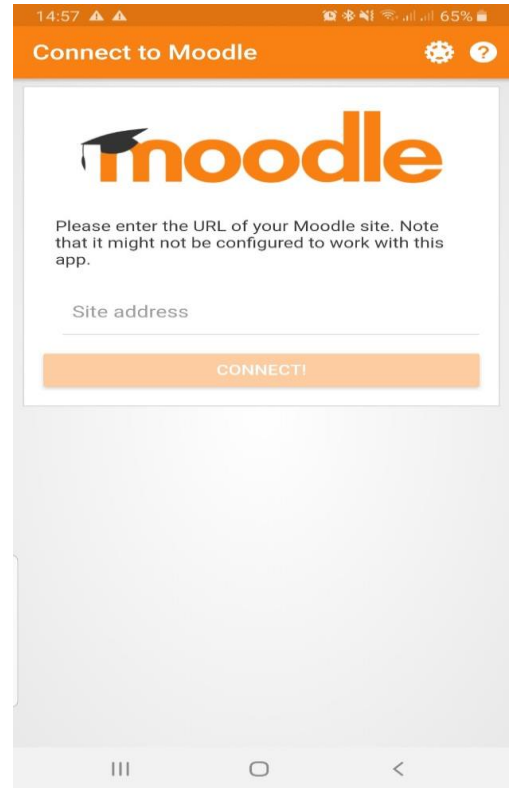 14:57 65%
Connect to Moodle
moodle
Please enter the URL of your Moodle site. Note
that it might not be configured to work with this
app.
Site address
CONNECT!